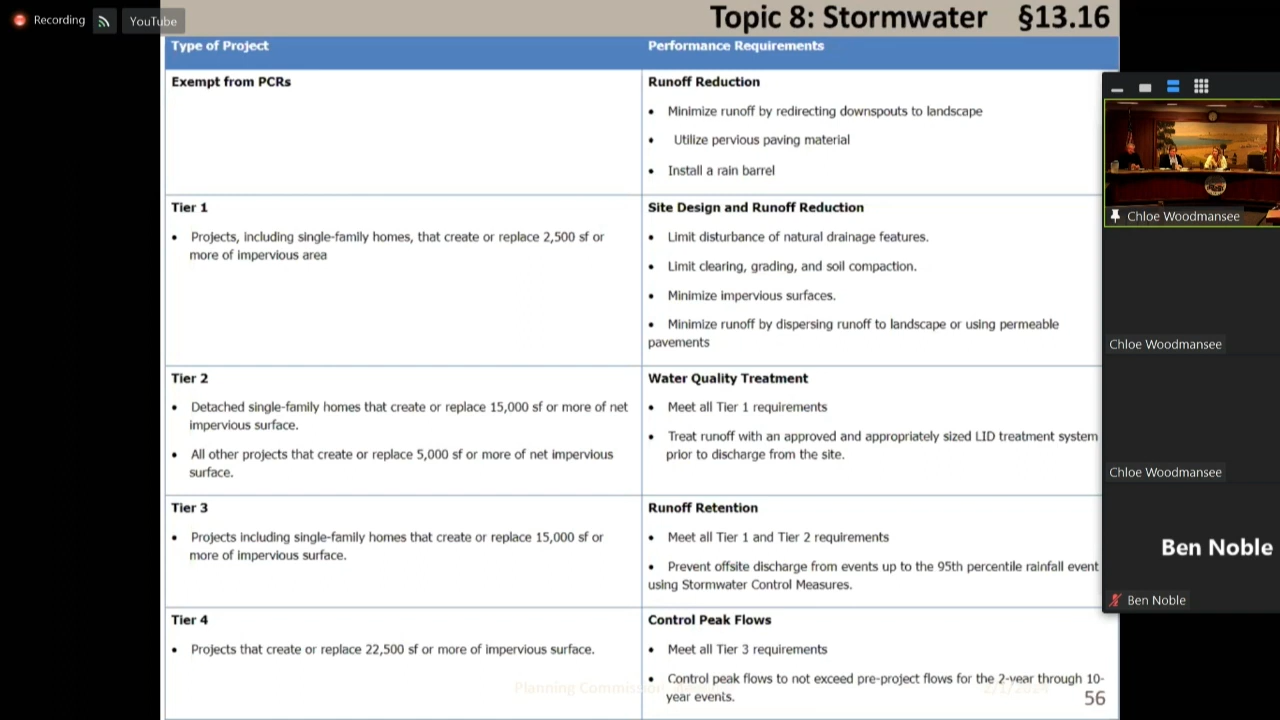 Recording
YouTube
Topic 8: Stormwater §13.16
Type of Project
Performance Requirements
Exempt from PCRs
Runoff Reduction
• Minimize runoff by redirecting downspouts to landscape
• Utilize pervious paving material
• Install a rain barrel
Tier 1
• Projects, including single-family homes, that create or replace 2,500 sf or
more of impervious area
Site Design and Runoff Reduction
• Limit disturbance of natural drainage features.
• Limit clearing, grading, and soil compaction.
• Minimize impervious surfaces.
• Minimize runoff by dispersing runoff to landscape or using permeable
pavements
Tier 2
• Detached single-family homes that create or replace 15,000 sf or more of net
impervious surface.
• All other projects that create or replace 5,000 sf or more of net impervious
surface.
Water Quality Treatment
• Meet all Tier 1 requirements
• Treat runoff with an approved and appropriately sized LID treatment system
prior to discharge from the site.
Tier 3
• Projects including single-family homes that create or replace 15,000 sf or
more of impervious surface.
Runoff Retention
• Meet all Tier 1 and Tier 2 requirements
• Prevent offsite discharge from events up to the 95th percentile rainfall event
using Stormwater Control Measures.
Tier 4
• Projects that create or replace 22,500 sf or more of impervious surface.
Control Peak Flows
• Meet all Tier 3 requirements
• Control peak flows to not exceed pre-project flows for the 2-year through 10-
year events.
Planning Commission
56
Chloe Woodmansee
Chloe Woodmansee
Chloe Woodmansee
Ben Noble
Ben Noble